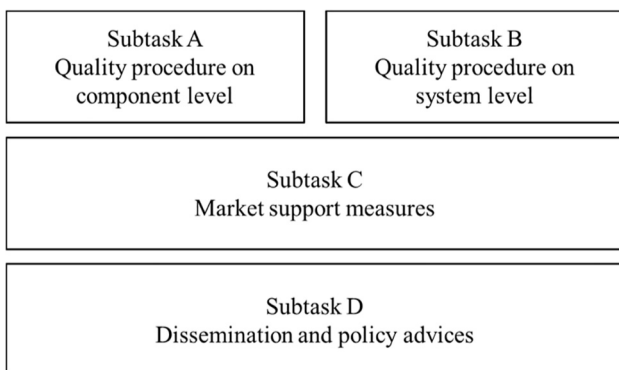 Subtask A
Quality procedure on
component level
Subtask B
Quality procedure on
system level
Subtask C
Market support measures
Subtask D
Dissemination and policy advices